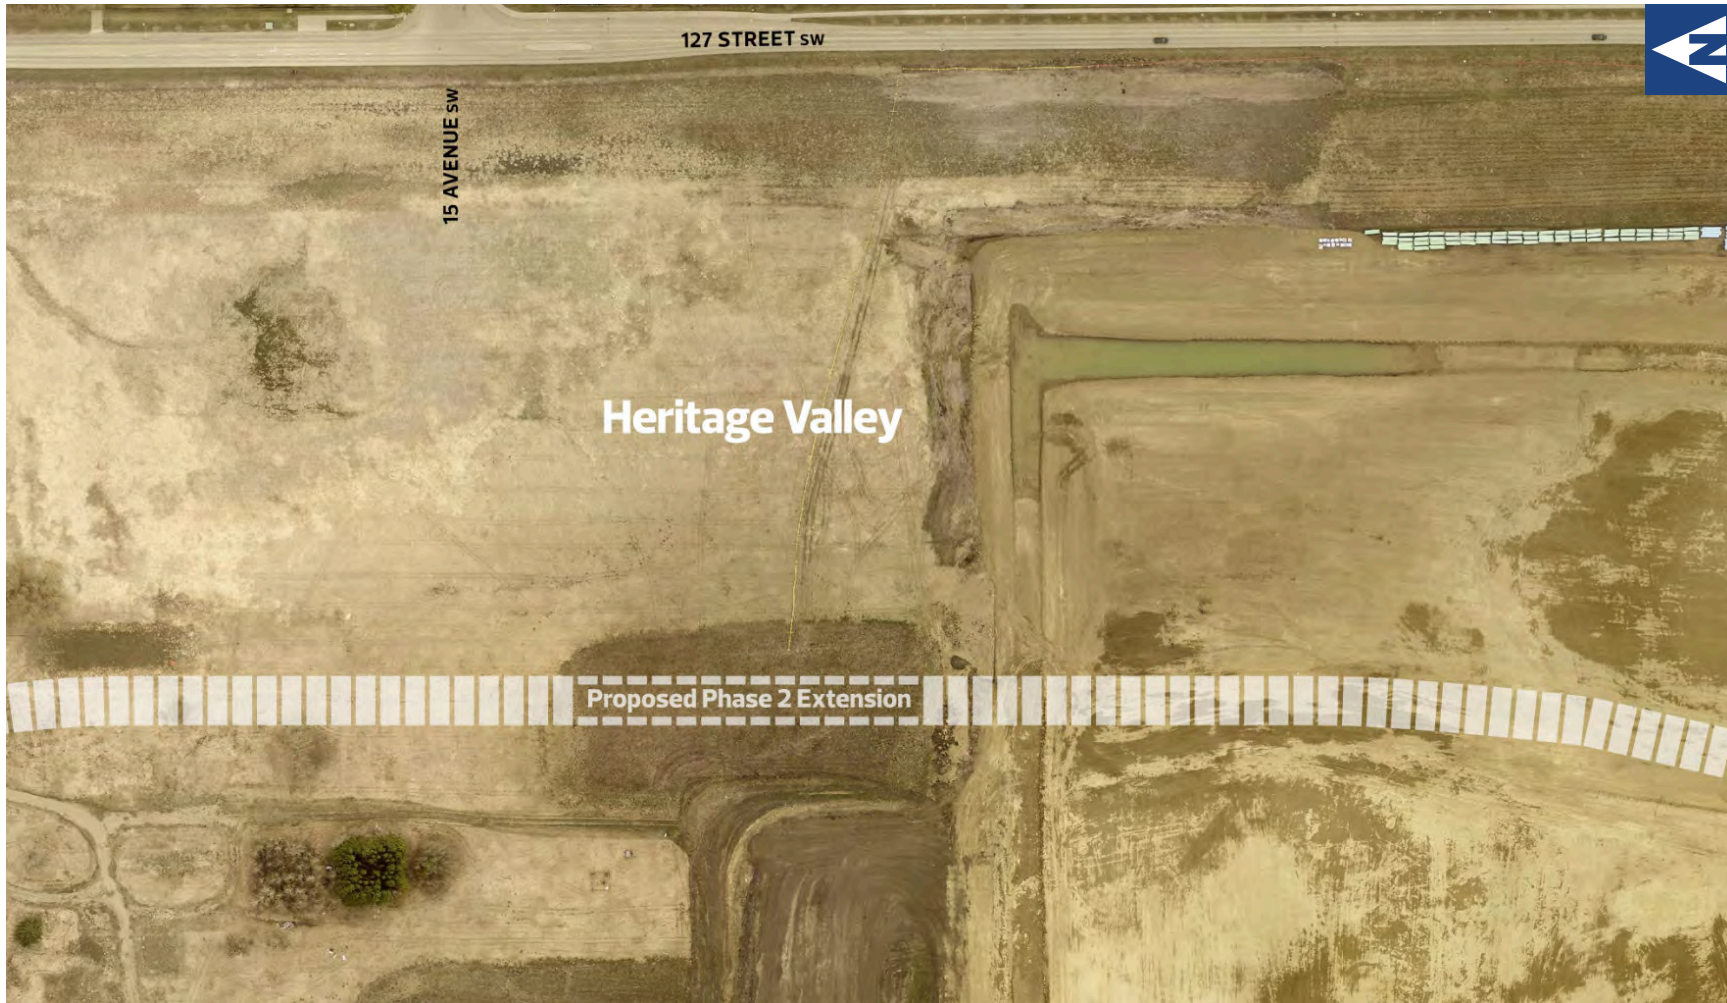 127 STREET SW
N
15 AVENUE SW
Heritage Valley
Proposed Phase 2 Extension